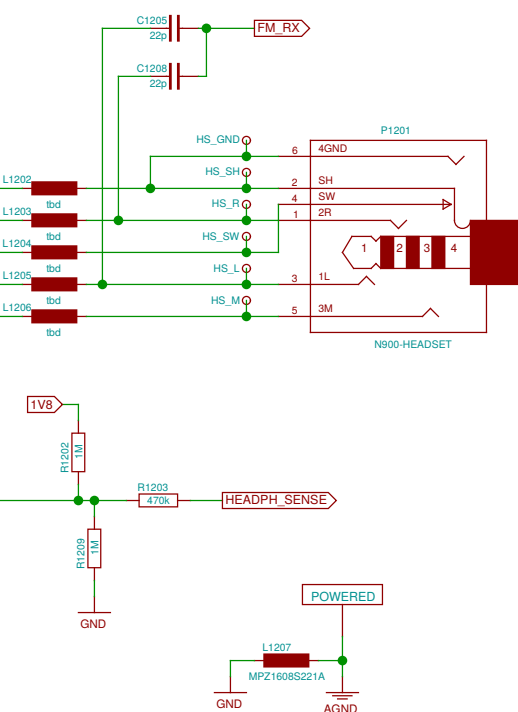 C1205
22p
FM_RX
C1208
22p
P1201
HS_GND
6
4GND
HS_SH
L1202
2
SH
tbd
HS_R
4
SW
L1203
1
2R
tbd
HS_SW
L1204
1
2
3
4
tbd
HS_L
L1205
3
1L
tbd
HS_M
L1206
5
3M
tbd
N900-HEADSET
1V8
R1202
1M
R1203
470k
HEADPH_SENSE
R1209
1M
GND
POWERED
L1207
MPZ1608S221A
GND
AGND